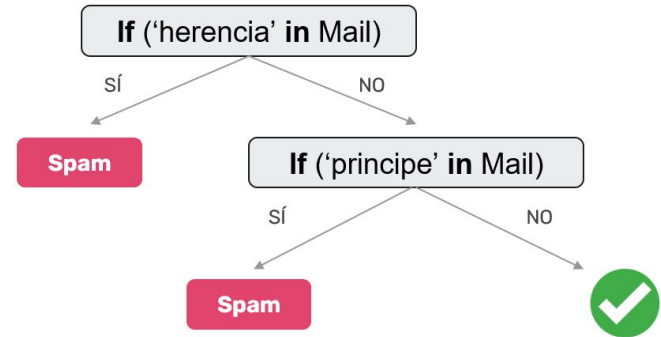 If (‘herencia’ in Mail)
SÍ
NO
Spam
If (‘principe’ in Mail)
SÍ
NO
Spam